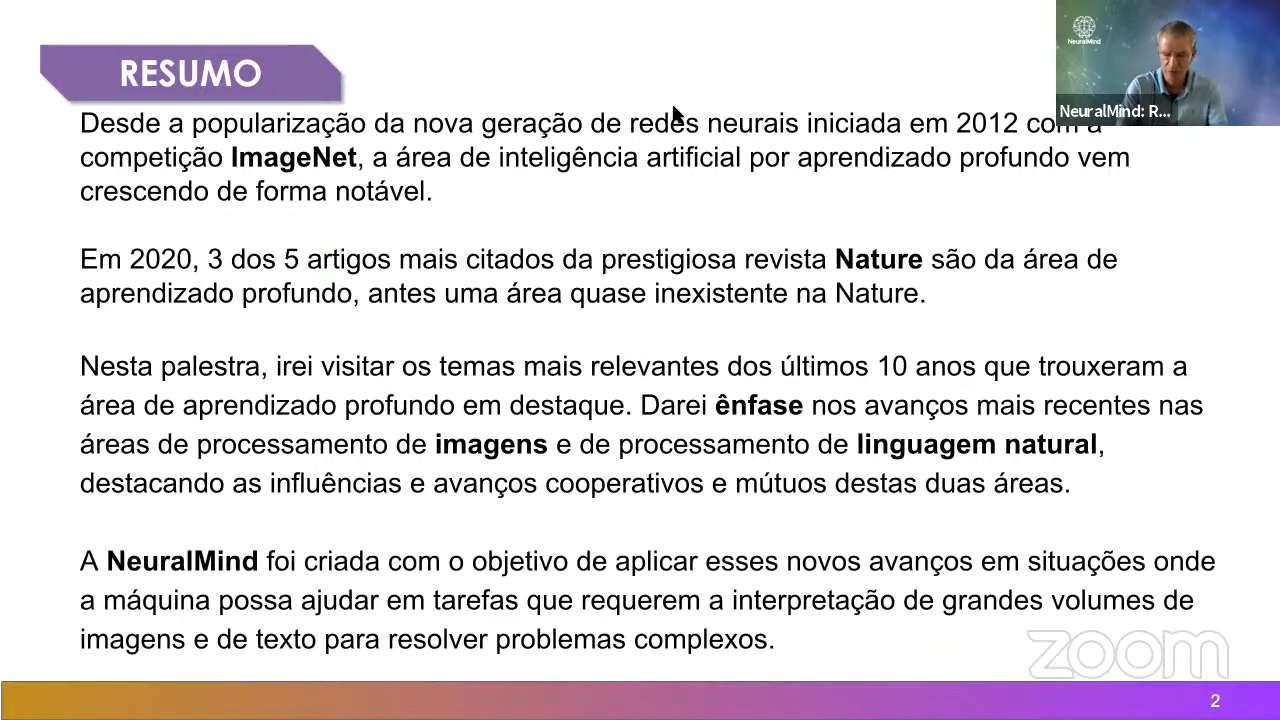 RESUMO
NeuralMind
NeuralMind: R...
Desde a popularização da nova geração de redes neurais iniciada em 2012 com a
competição ImageNet, a área de inteligência artificial por aprendizado profundo vem
crescendo de forma notável.
Em 2020, 3 dos 5 artigos mais citados da prestigiosa revista Nature são da área de
aprendizado profundo, antes uma área quase inexistente na Nature.
Nesta palestra, irei visitar os temas mais relevantes dos últimos 10 anos que trouxeram a
área de aprendizado profundo em destaque. Darei ênfase nos avanços mais recentes nas
áreas de processamento de imagens e de processamento de linguagem natural,
destacando as influências e avanços cooperativos e mútuos destas duas áreas.
A NeuralMind foi criada com o objetivo de aplicar esses novos avanços em situações onde
a máquina possa ajudar em tarefas que requerem a interpretação de grandes volumes de
imagens e de texto para resolver problemas complexos.
zoom
2